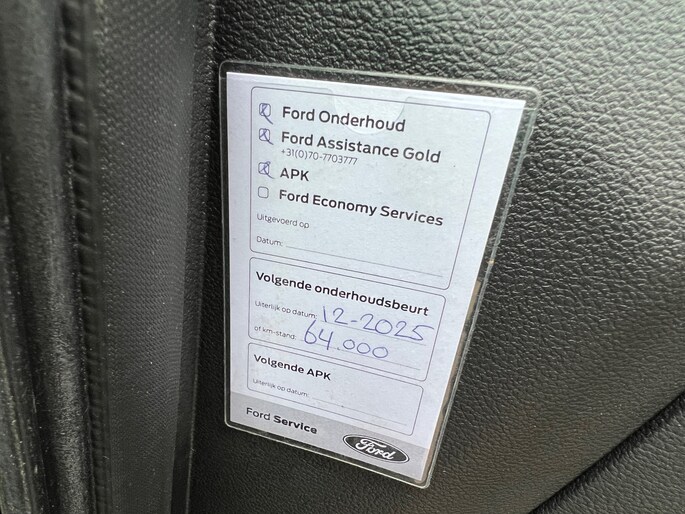 Ford Onderhoud
Ford Assistance Gold
+31(0)70-7703777
APK
Ford Economy Services
Uitgevoerd op
Datum:
Volgende onderhoudsbeurt
Uiterlijk op datum: 12-2025
of km-stand: 64.000
Volgende APK
Uiterlijk op datum:
Ford Service
Ford